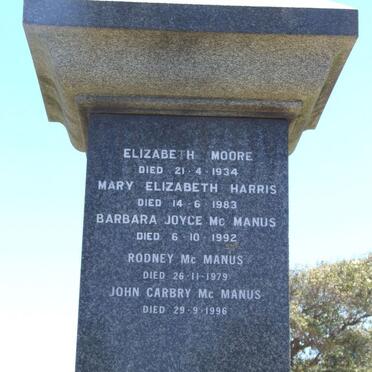 ELIZABETH MOORE
DIED 21-4-1934
MARY ELIZABETH HARRIS
DIED 14-6-1983
BARBARA JOYCE Mc MANUS
DIED 6-10-1992
RODNEY Mc MANUS
DIED 26-11-1979
JOHN CARBRY Mc MANUS
DIED 29-9-1996